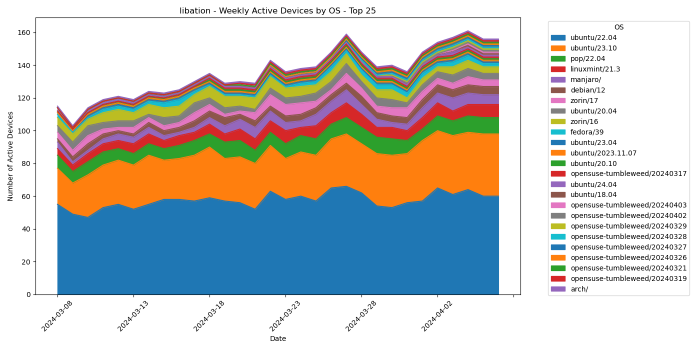 libation - Weekly Active Devices by OS - Top 25
Number of Active Devices
160
140
120
100
80
60
40
20
0
2024-03-08
2024-03-13
2024-03-18
2024-03-23
2024-03-28
2024-04-02
Date
OS
ubuntu/22.04
ubuntu/23.10
pop/22.04
linuxmint/21.3
manjaro/
debian/12
zorin/17
ubuntu/20.04
zorin/16
fedora/39
ubuntu/23.04
ubuntu/2023.11.07
ubuntu/20.10
opensuse-tumbleweed/20240317
ubuntu/24.04
ubuntu/18.04
opensuse-tumbleweed/20240403
opensuse-tumbleweed/20240402
opensuse-tumbleweed/20240329
opensuse-tumbleweed/20240328
opensuse-tumbleweed/20240327
opensuse-tumbleweed/20240326
opensuse-tumbleweed/20240321
opensuse-tumbleweed/20240319
arch/